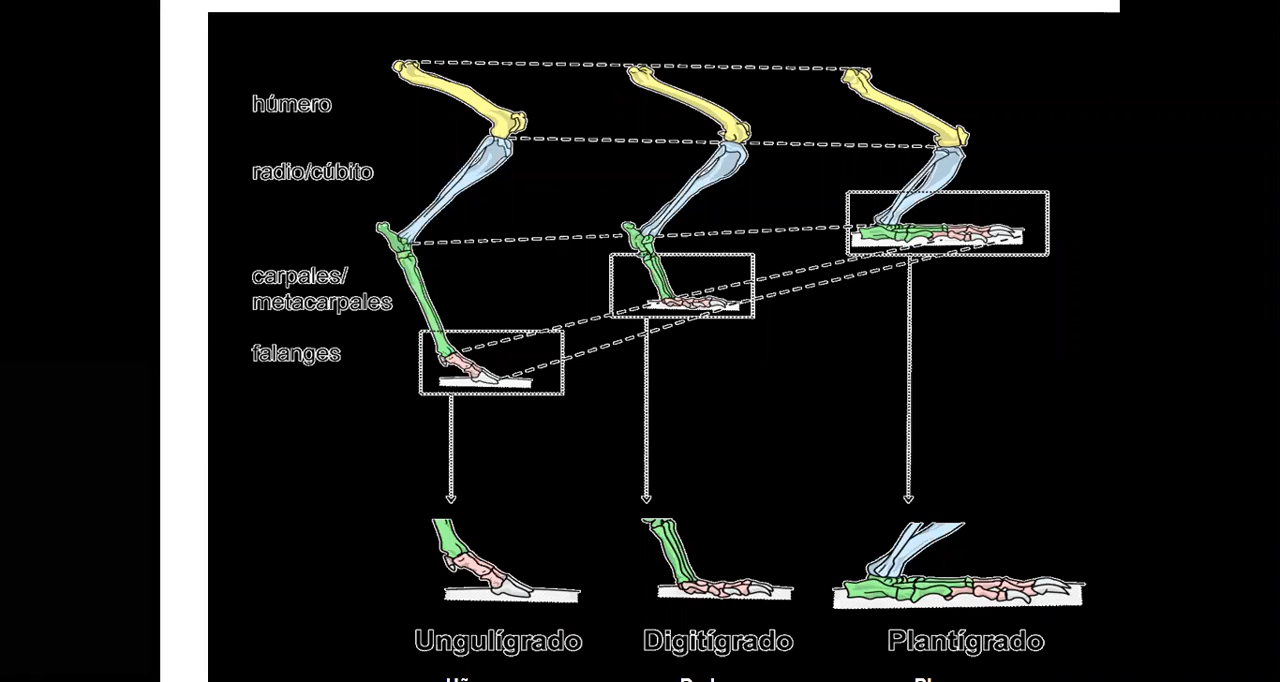 húmero
radio/cúbito
carpales/
metacarpales
falanges
Ungulígrado
Digitígrado
Plantígrado